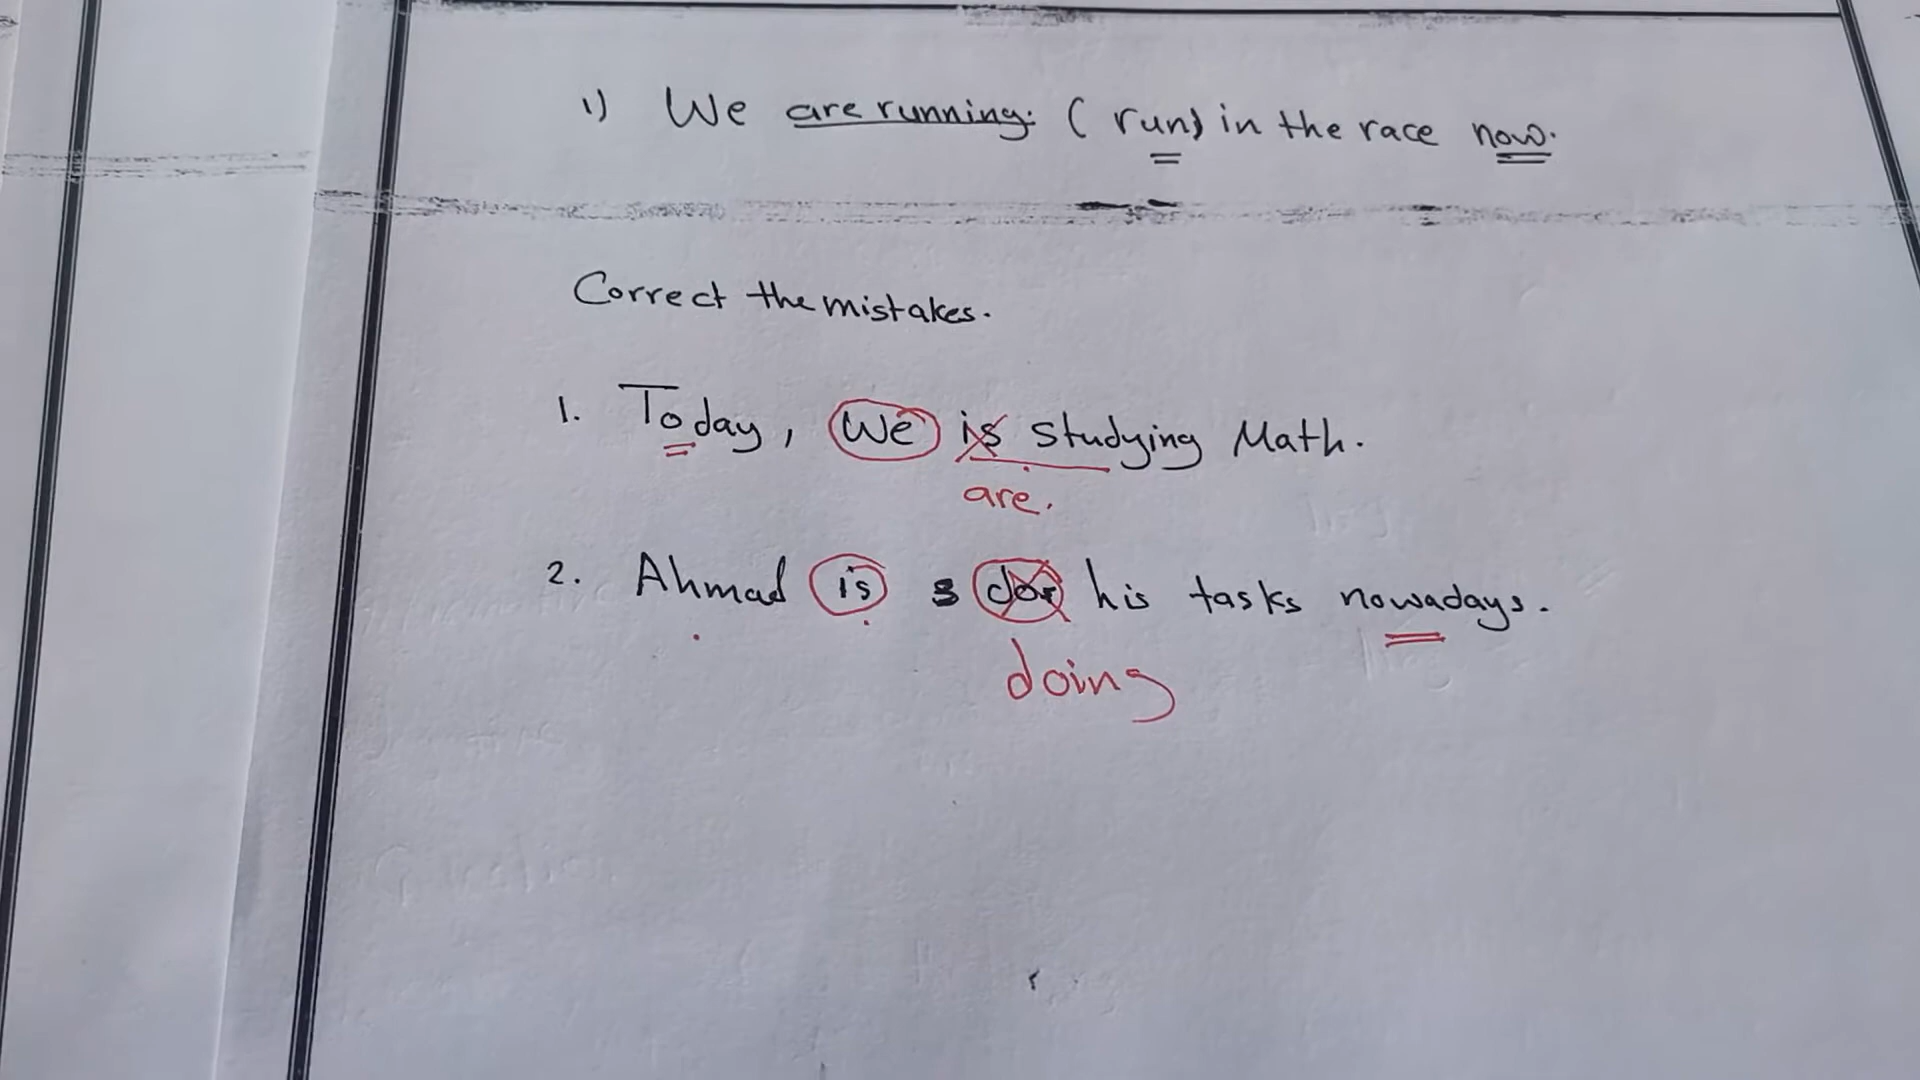 1) We are running. (run) in the race now.
Correct the mistakes.
1. Today, We is studying Math.
are.
2. Ahmad is his tasks nowadays.
doing